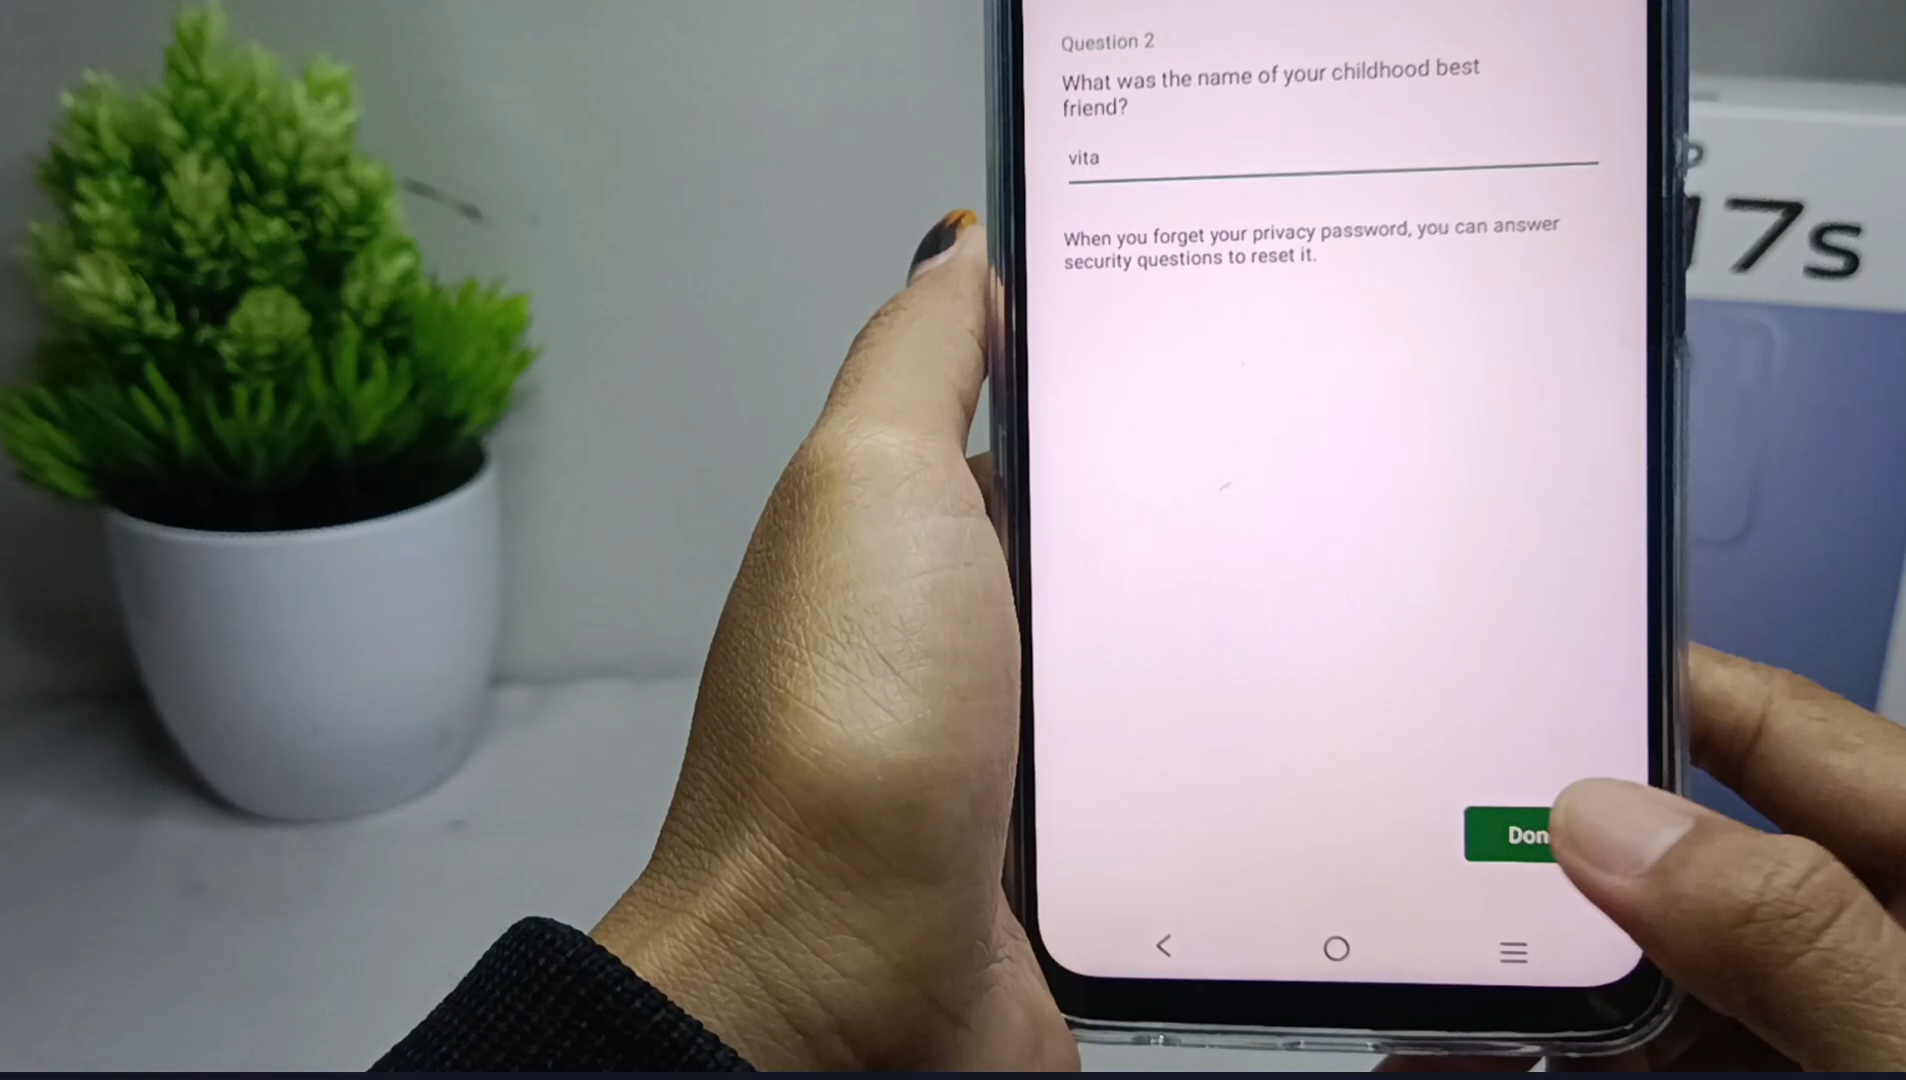 Question 2
What was the name of your childhood best
friend?
vita
When you forget your privacy password, you can answer
security questions to reset it.
Don
17s